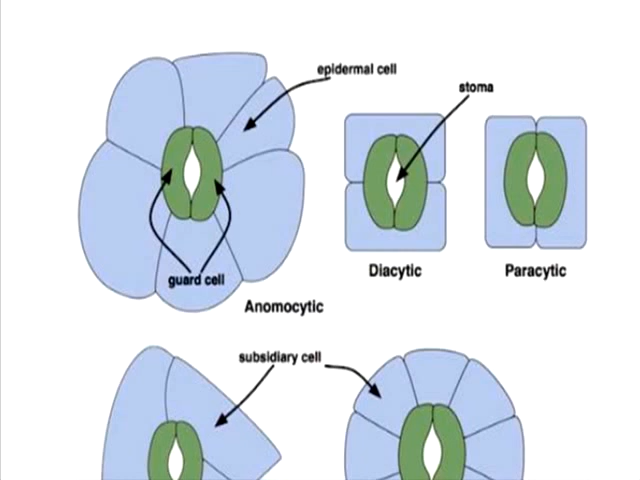 epidermal cell
stoma
guard cell
Diacytic
Paracytic
Anomocytic
subsidiary cell